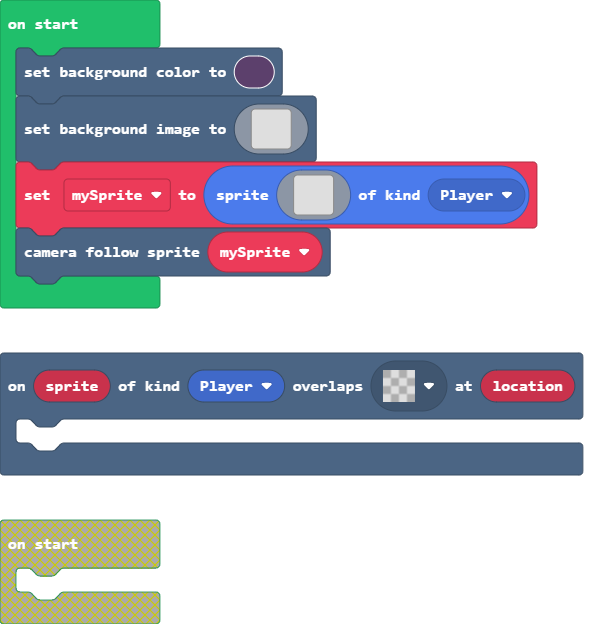 on start
set background color to
set background image to
set mySprite to sprite of kind Player
camera follow sprite mySprite
on sprite of kind Player overlaps at location
on start